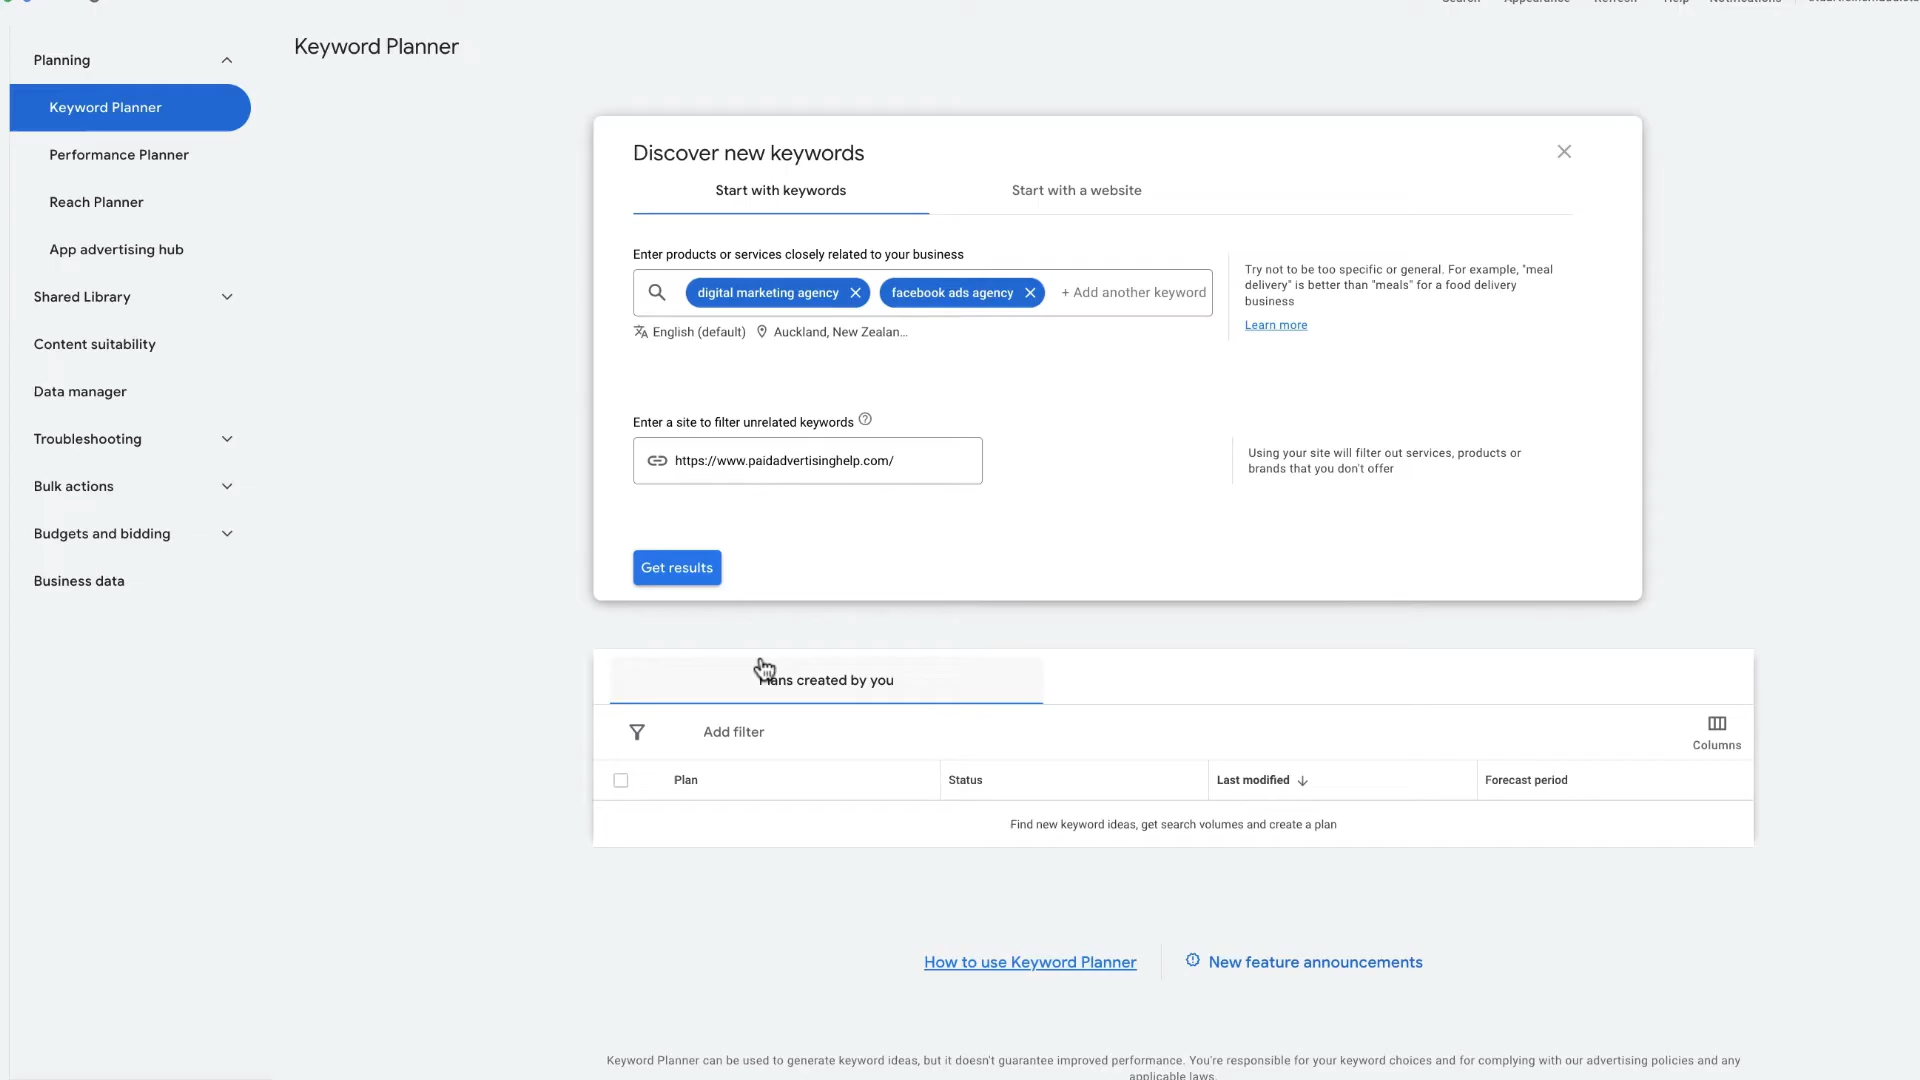 Planning
Keyword Planner
Performance Planner
Reach Planner
App advertising hub
Shared Library
Content suitability
Data manager
Troubleshooting
Bulk actions
Budgets and bidding
Business data
Keyword Planner
Discover new keywords
Start with keywords
Start with a website
Enter products or services closely related to your business
digital marketing agency
facebook ads agency
+ Add another keyword
English (default)
Auckland, New Zealan...
Try not to be too specific or general. For example, "meal
delivery" is better than "meals" for a food delivery
business
Learn more
Enter a site to filter unrelated keywords
https://www.paidadvertisinghelp.com/
Using your site will filter out services, products or
brands that you don't offer
Get results
Plans created by you
Add filter
Columns
Plan
Status
Last modified
Forecast period
Find new keyword ideas, get search volumes and create a plan
How to use Keyword Planner
New feature announcements
Keyword Planner can be used to generate keyword ideas, but it doesn't guarantee improved performance. You're responsible for your keyword choices and for complying with our advertising policies and any
applicable laws.